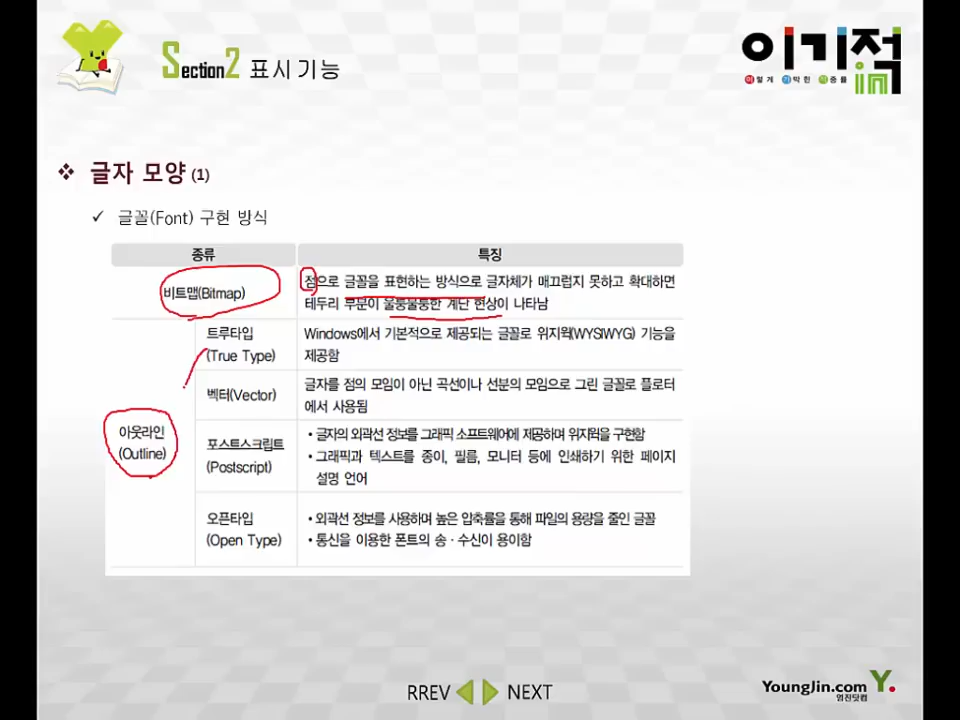 Section2 표시기능
이기적in
이렇게 기막힌 적중률
❖ 글자 모양 (1)
✓ 글꼴(Font) 구현 방식
종류 특징
비트맵(Bitmap) 점으로 글꼴을 표현하는 방식으로 글자체가 매끄럽지 못하고 확대하면
테두리 부분이 울퉁불퉁한 계단 현상이 나타남
아웃라인
(Outline)
트루타입
(True Type)
Windows에서 기본적으로 제공되는 글꼴로 위지윅(WYSIWYG) 기능을
제공함
벡터(Vector) 글자를 점의 모임이 아닌 곡선이나 선분의 모임으로 그린 글꼴로 플로터
에서 사용됨
포스트스크립트
(Postscript)
• 글자의 외곽선 정보를 그래픽 소프트웨어에 제공하며 위지윅을 구현함
• 그래픽과 텍스트를 종이, 필름, 모니터 등에 인쇄하기 위한 페이지
설명 언어
오픈타입
(Open Type)
• 외곽선 정보를 사용하며 높은 압축률을 통해 파일의 용량을 줄인 글꼴
• 통신을 이용한 폰트의 송·수신이 용이함
RREV NEXT
YoungJin.com Y.
영진닷컴